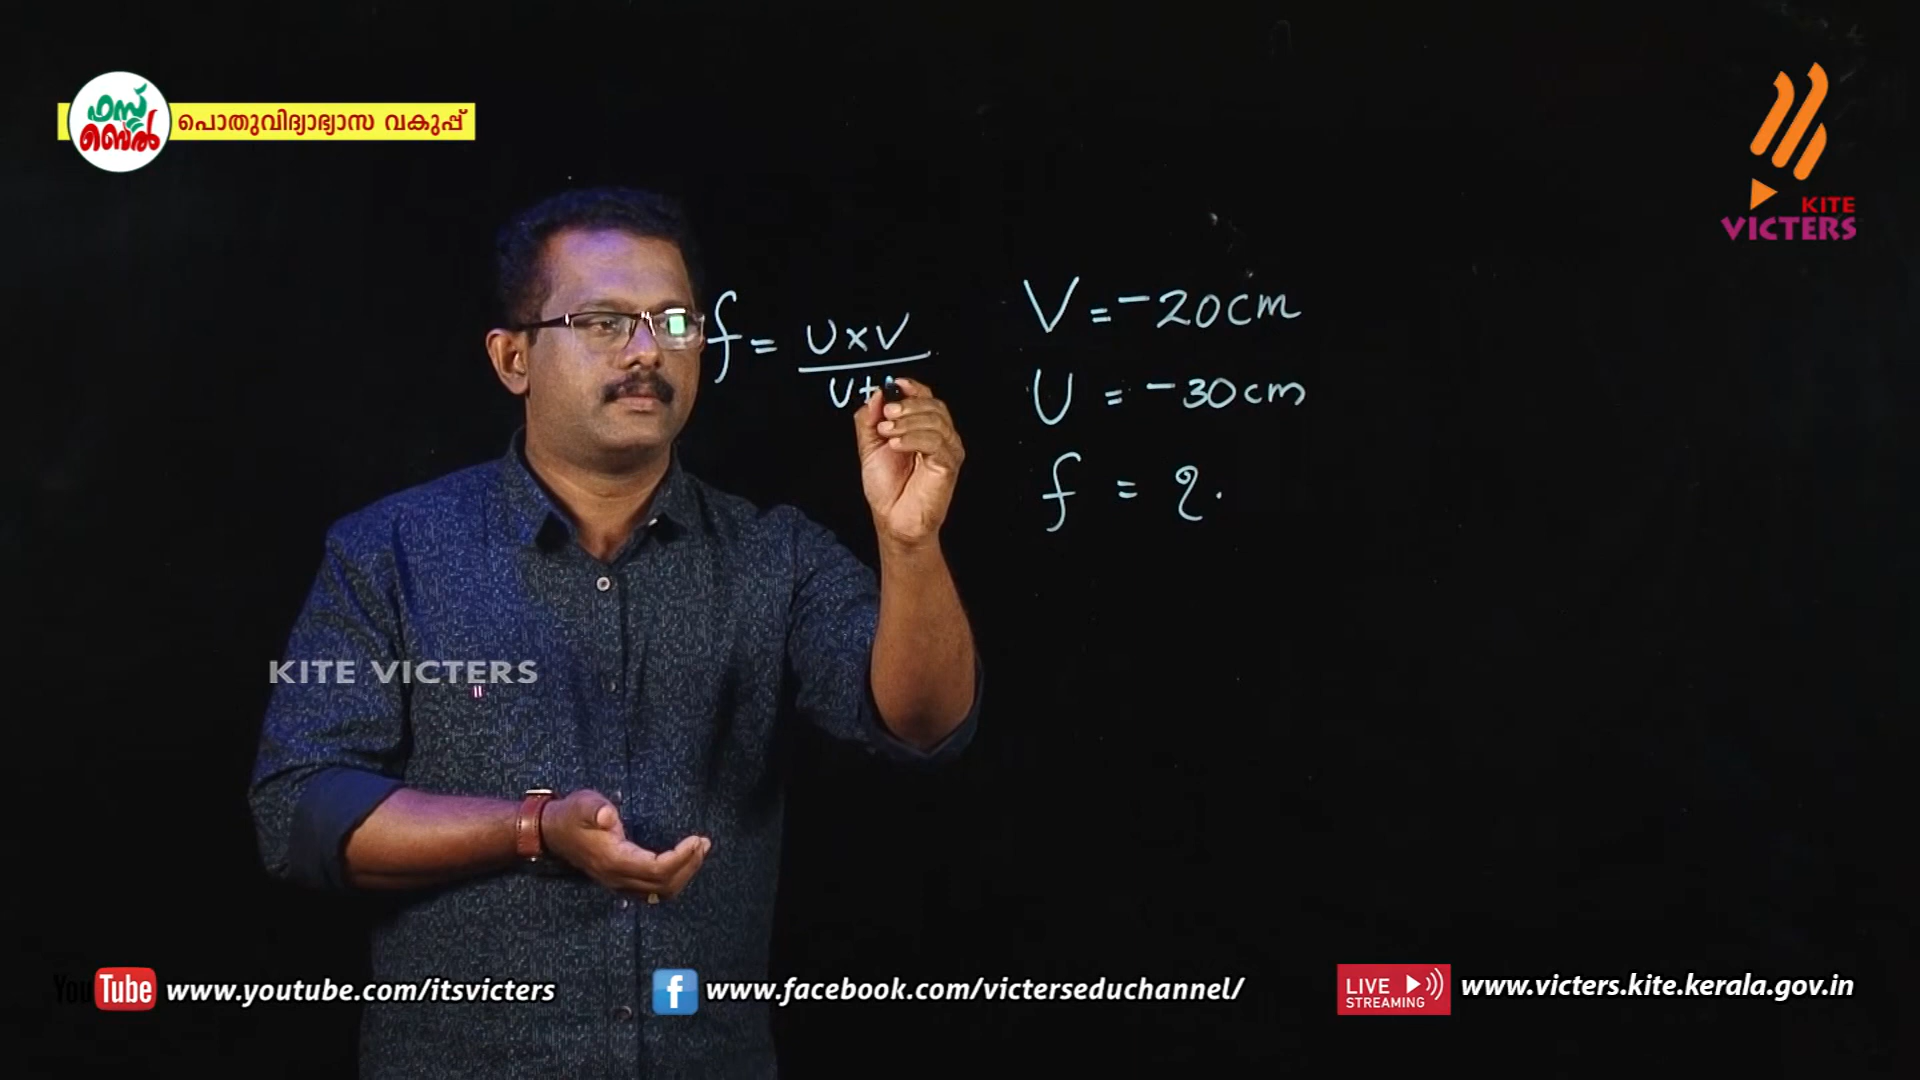 ഫസ്റ്റ് ബെൽ
പൊതുവിദ്യാഭ്യാസ വകുപ്പ്
KITE
VICTERS
f = U×V
U+
V = -20cm
U = -30cm
f = ?.
KITE VICTERS
YouTube www.youtube.com/itsvicters
f www.facebook.com/victerseduchannel/
LIVE STREAMING www.victers.kite.kerala.gov.in